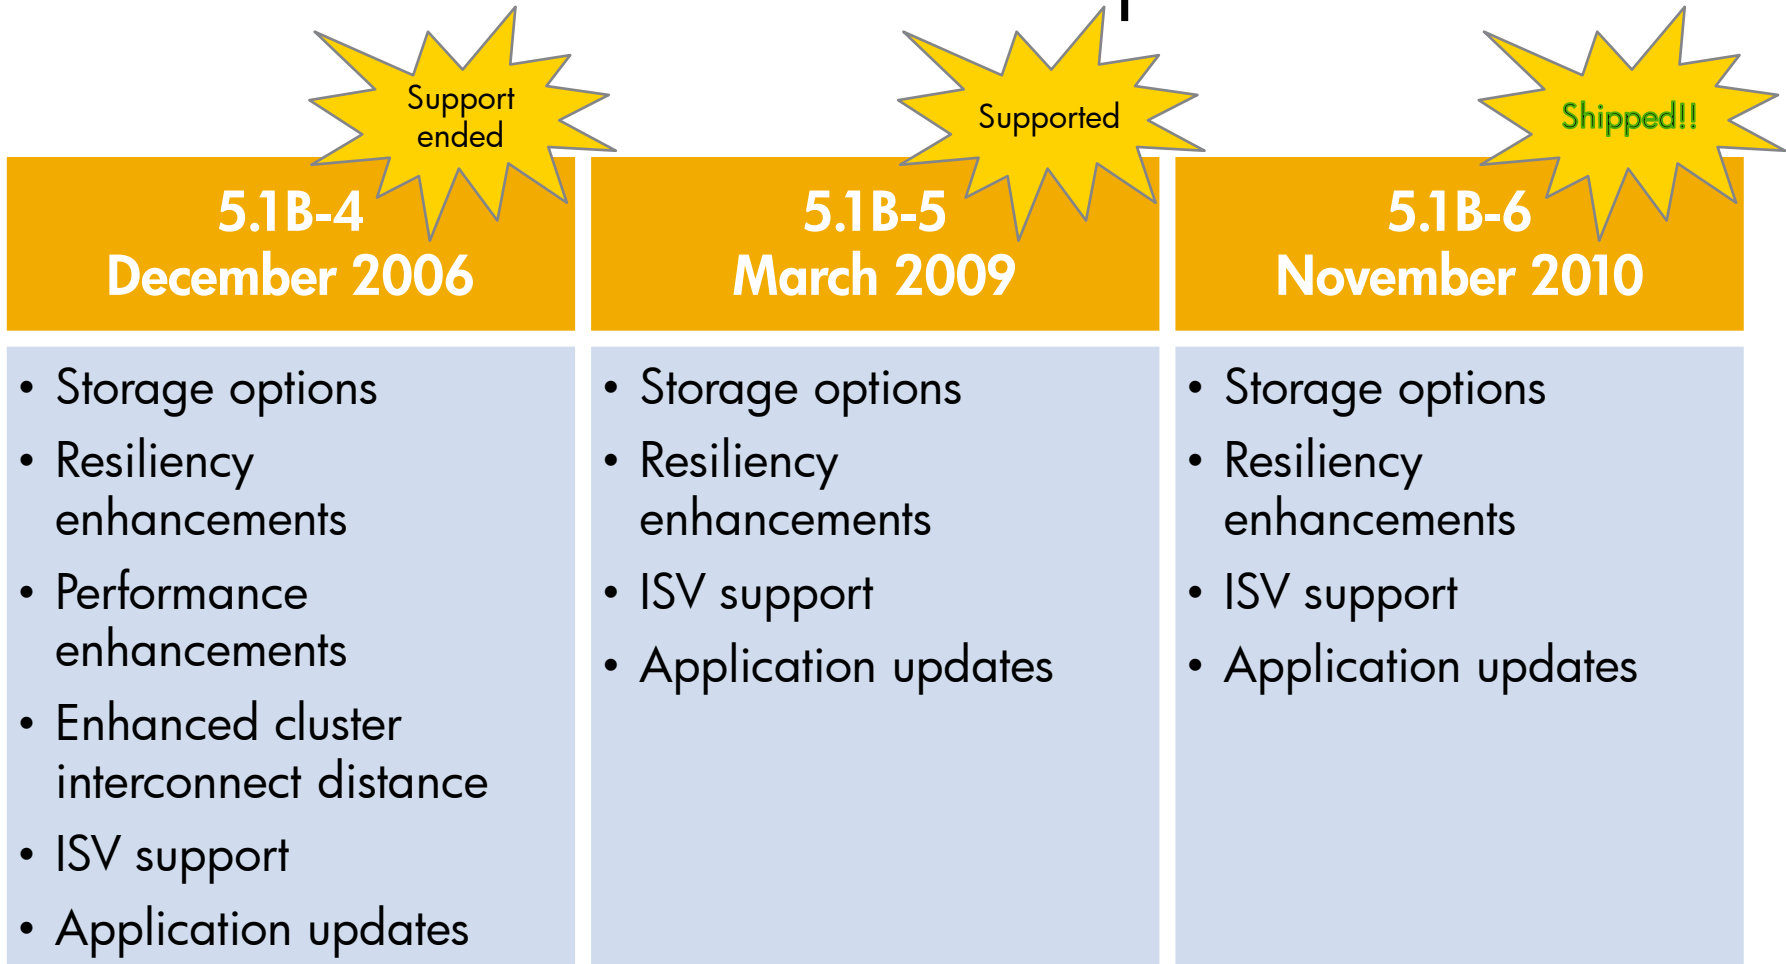 Support
ended
5.1B-4
December 2006
• Storage options
• Resiliency
enhancements
• Performance
enhancements
• Enhanced cluster
interconnect distance
• ISV support
• Application updates
Supported
5.1B-5
March 2009
• Storage options
• Resiliency
enhancements
• ISV support
• Application updates
Shipped!!
5.1B-6
November 2010
• Storage options
• Resiliency
enhancements
• ISV support
• Application updates